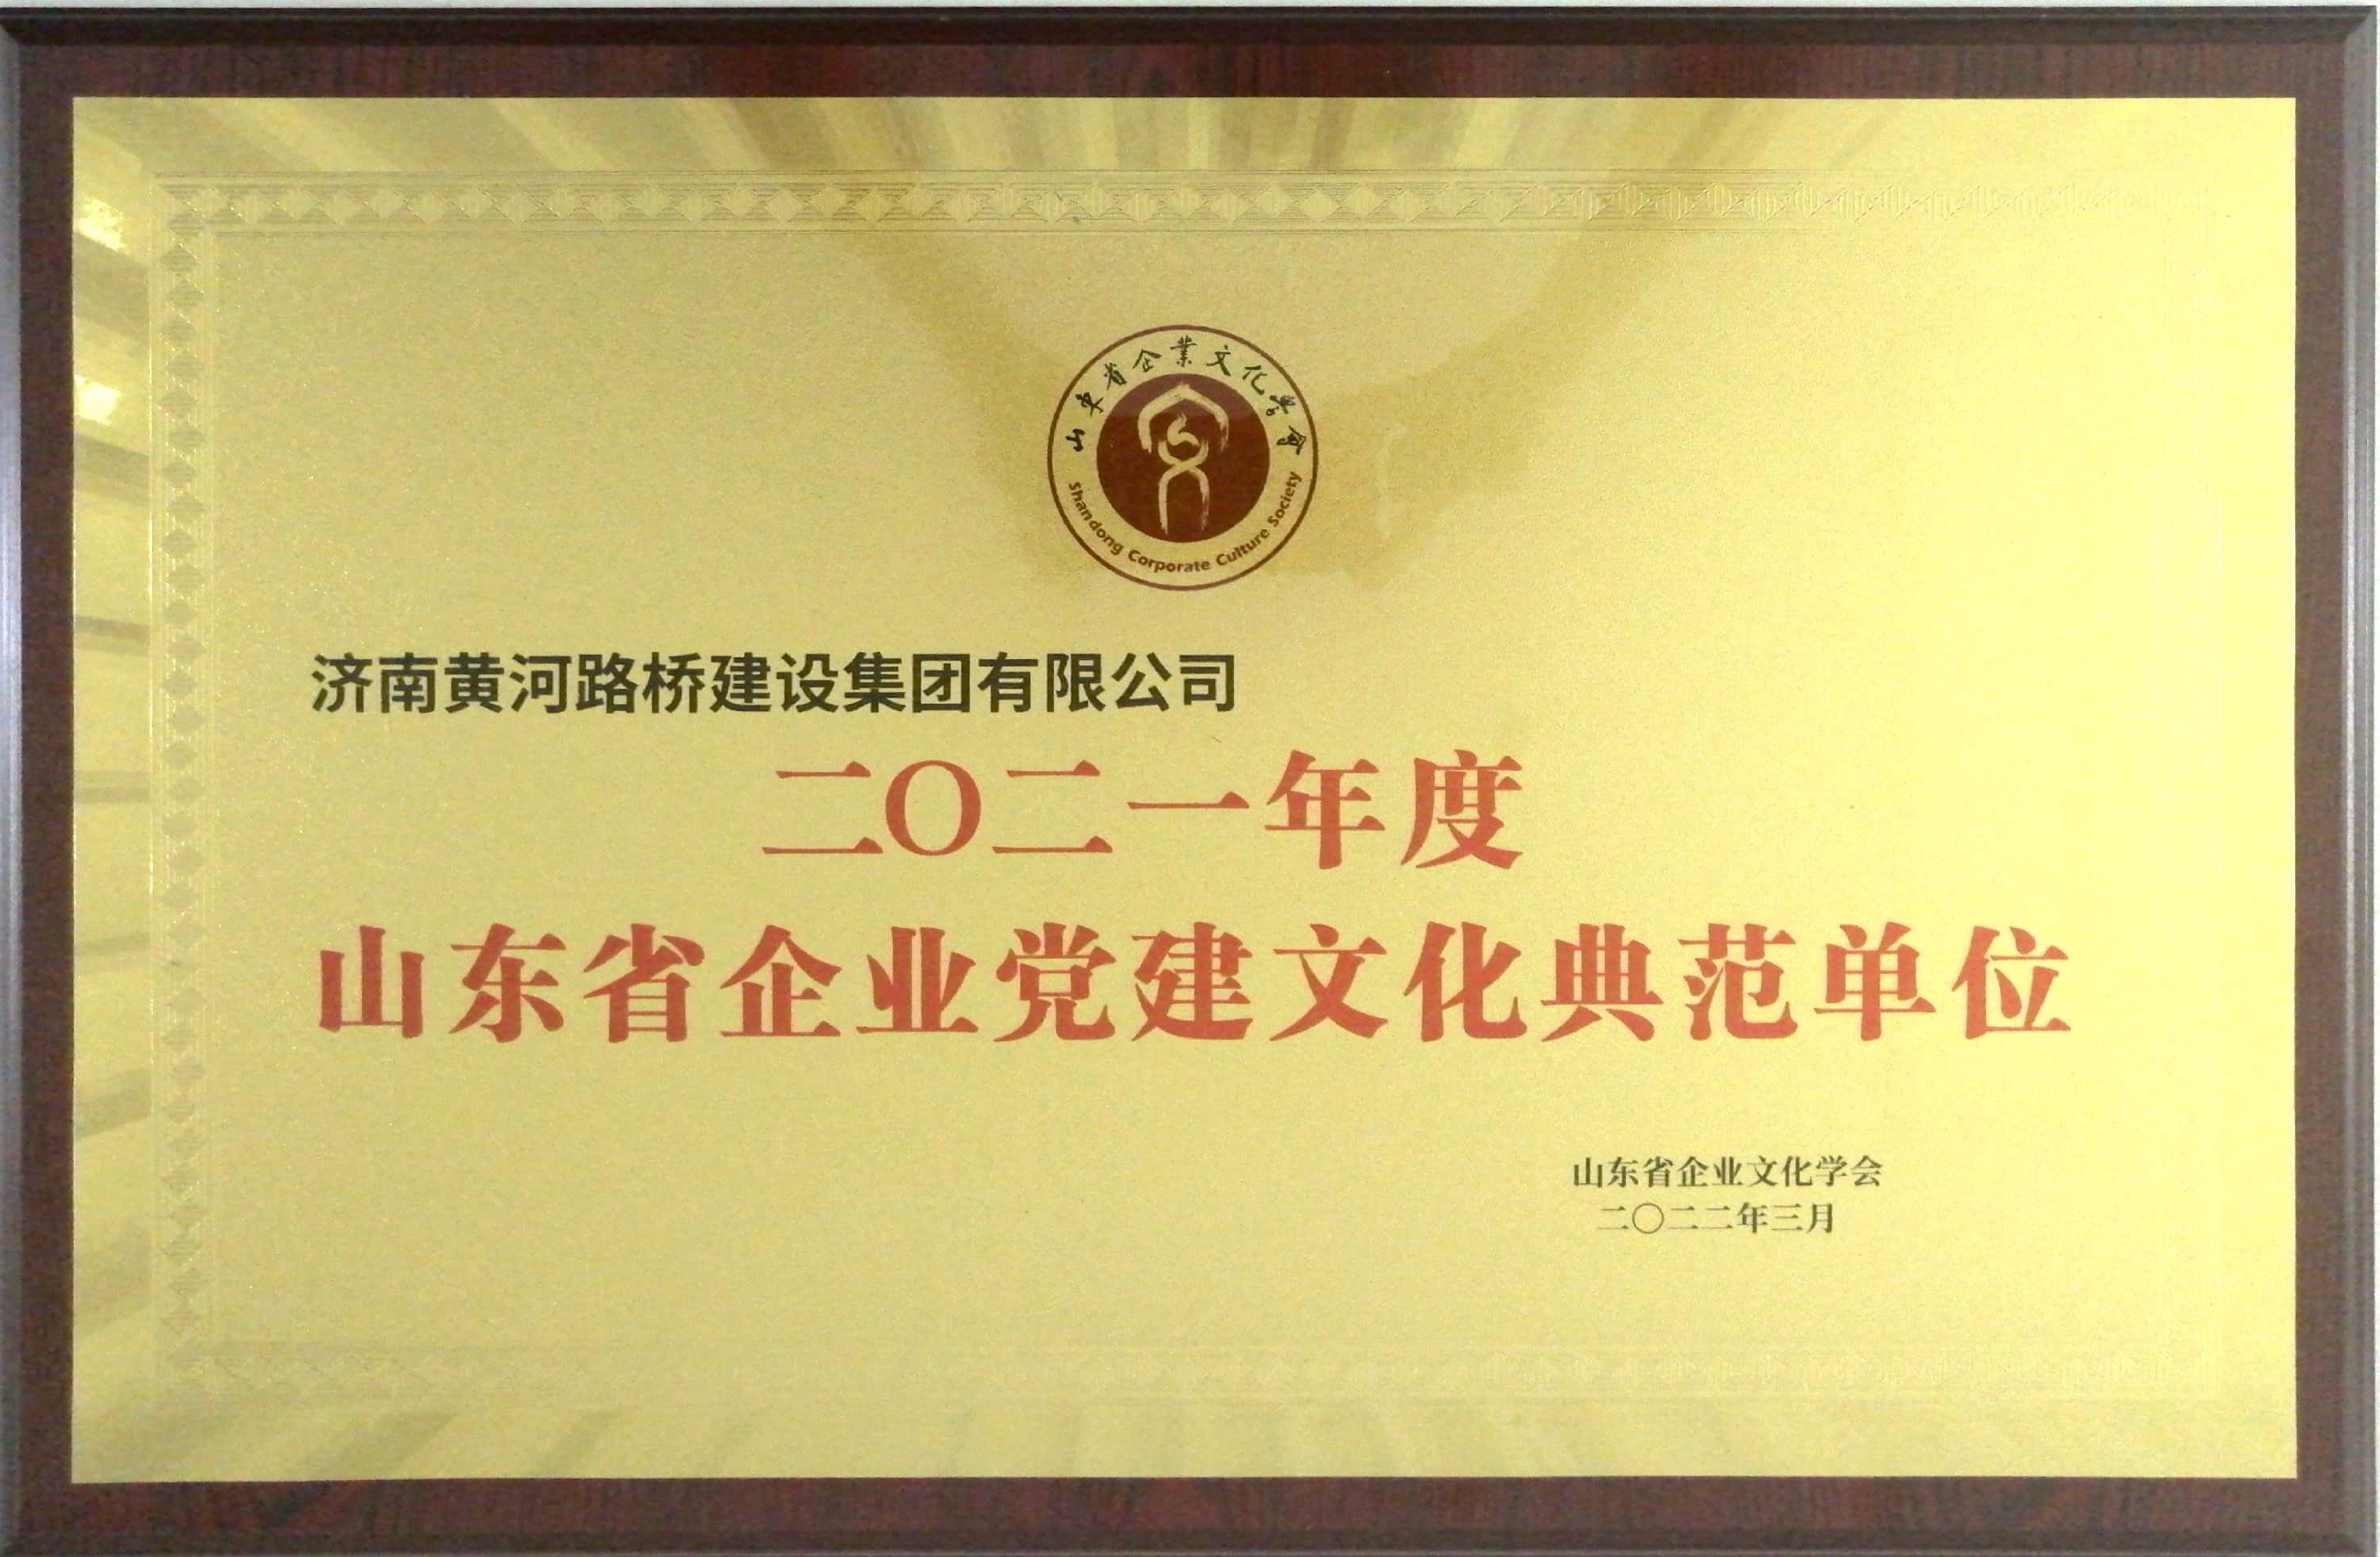 山东省企業文化学會
Shandong Corporate Culture Society
济南黄河路桥建设集团有限公司
二〇二一年度
山东省企业党建文化典范单位
山东省企业文化学会
二〇二二年三月